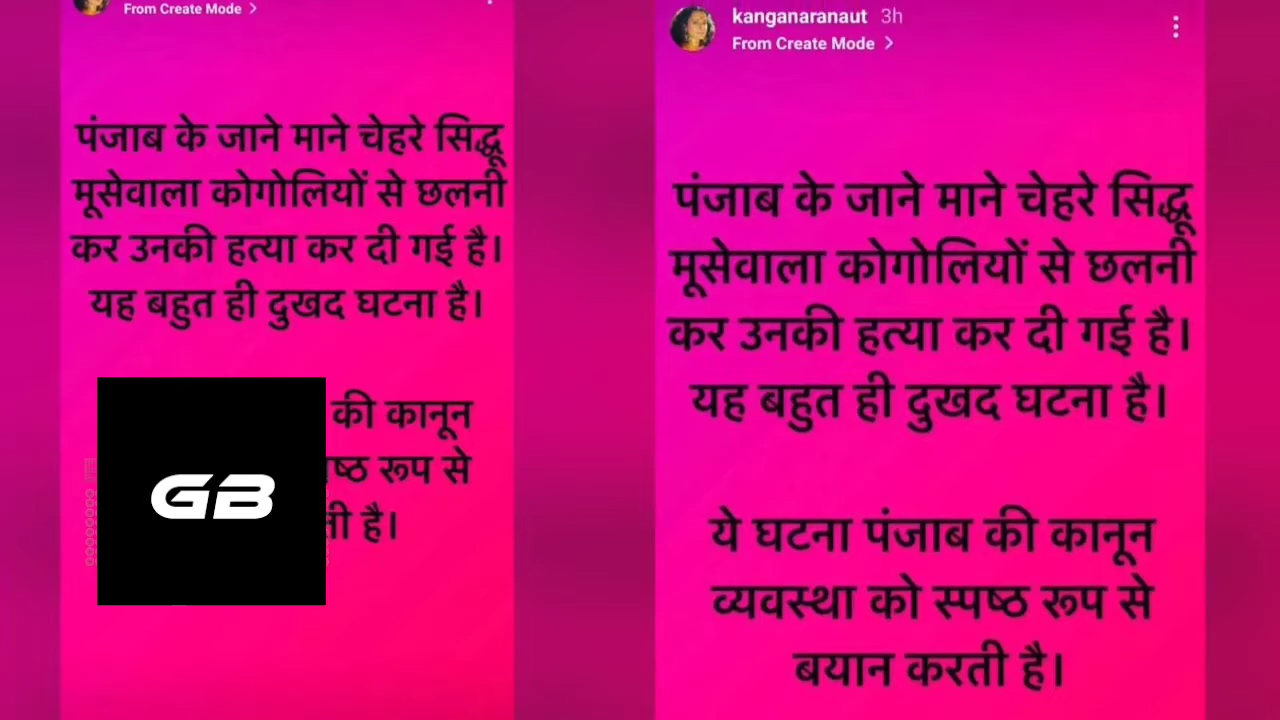 From Create Mode >
पंजाब के जाने माने चेहरे सिद्धू
मूसेवाला कोगोलियों से छलनी
कर उनकी हत्या कर दी गई है।
यह बहुत ही दुखद घटना है।
की कानून
ष्ठ रूप से
ती है।
GB
kanganaranaut 3h
From Create Mode >
पंजाब के जाने माने चेहरे सिद्धू
मूसेवाला कोगोलियों से छलनी
कर उनकी हत्या कर दी गई है।
यह बहुत ही दुखद घटना है।
ये घटना पंजाब की कानून
व्यवस्था को स्पष्ठ रूप से
बयान करती है।